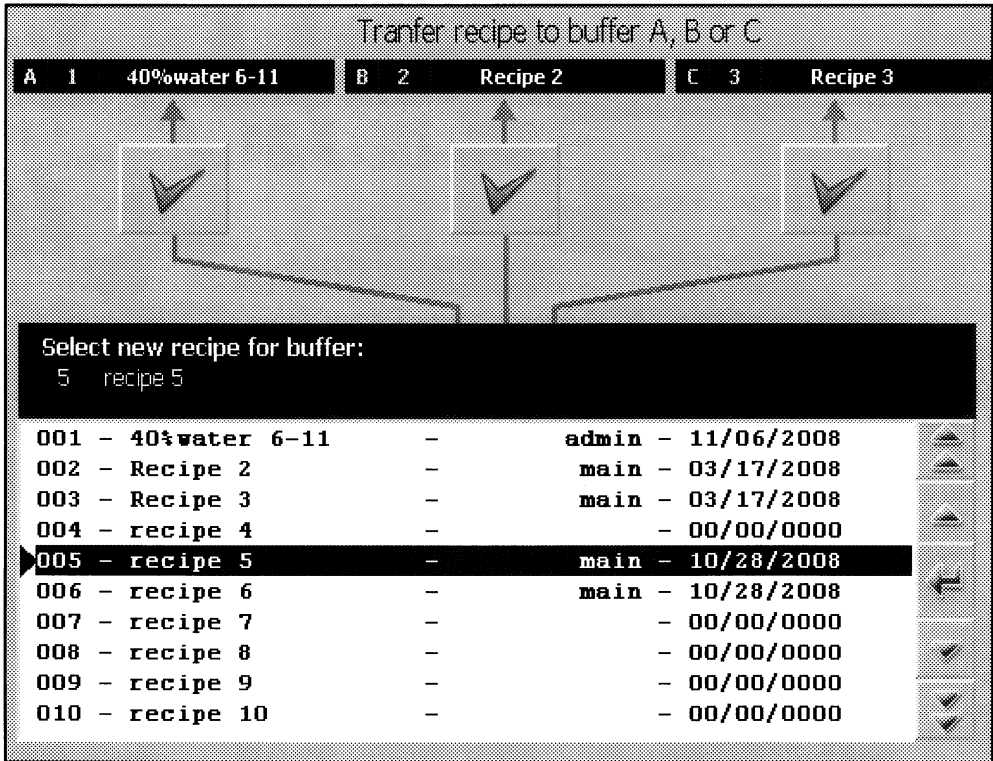 Tranfer recipe to buffer A, B or C
A 1 40%water 6-11 B 2 Recipe 2 C 3 Recipe 3
Select new recipe for buffer:
5 recipe 5
001 - 40%water 6-11 - admin - 11/06/2008
002 - Recipe 2 - main - 03/17/2008
003 - Recipe 3 - main - 03/17/2008
004 - recipe 4 - - 00/00/0000
005 - recipe 5 - main - 10/28/2008
006 - recipe 6 - main - 10/28/2008
007 - recipe 7 - - 00/00/0000
008 - recipe 8 - - 00/00/0000
009 - recipe 9 - - 00/00/0000
010 - recipe 10 - - 00/00/0000